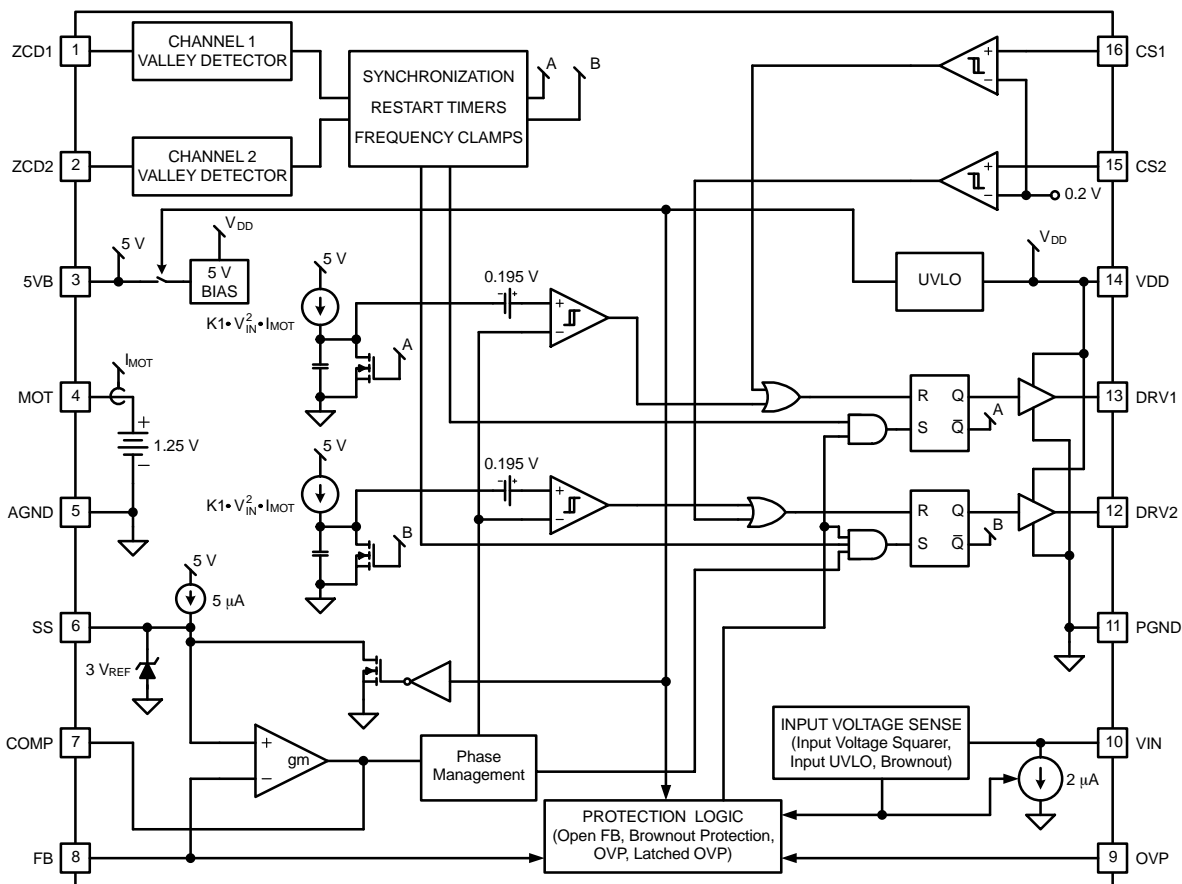 ZCD1
1
CHANNEL 1
VALLEY DETECTOR
SYNCHRONIZATION
RESTART TIMERS
FREQUENCY CLAMPS
A
B
+
−
16
CS1
ZCD2
2
CHANNEL 2
VALLEY DETECTOR
+
−
15
CS2
0.2 V
5 V
VDD
5VB
3
5 V
BIAS
5 V
K1•V²IN•IMOT
0.195 V
− +
+
−
A
UVLO
VDD
14
VDD
IMOT
MOT
4
+
1.25 V
−
R
Q
S
Q̅
A
13
DRV1
5 V
K1•V²IN•IMOT
0.195 V
− +
+
−
B
AGND
5
R
Q
S
Q̅
B
12
DRV2
5 V
5 µA
SS
6
3 VREF
11
PGND
COMP
7
+
−
gm
Phase
Management
INPUT VOLTAGE SENSE
(Input Voltage Squarer,
Input UVLO, Brownout)
10
VIN
2 µA
PROTECTION LOGIC
(Open FB, Brownout Protection,
OVP, Latched OVP)
FB
8
9
OVP